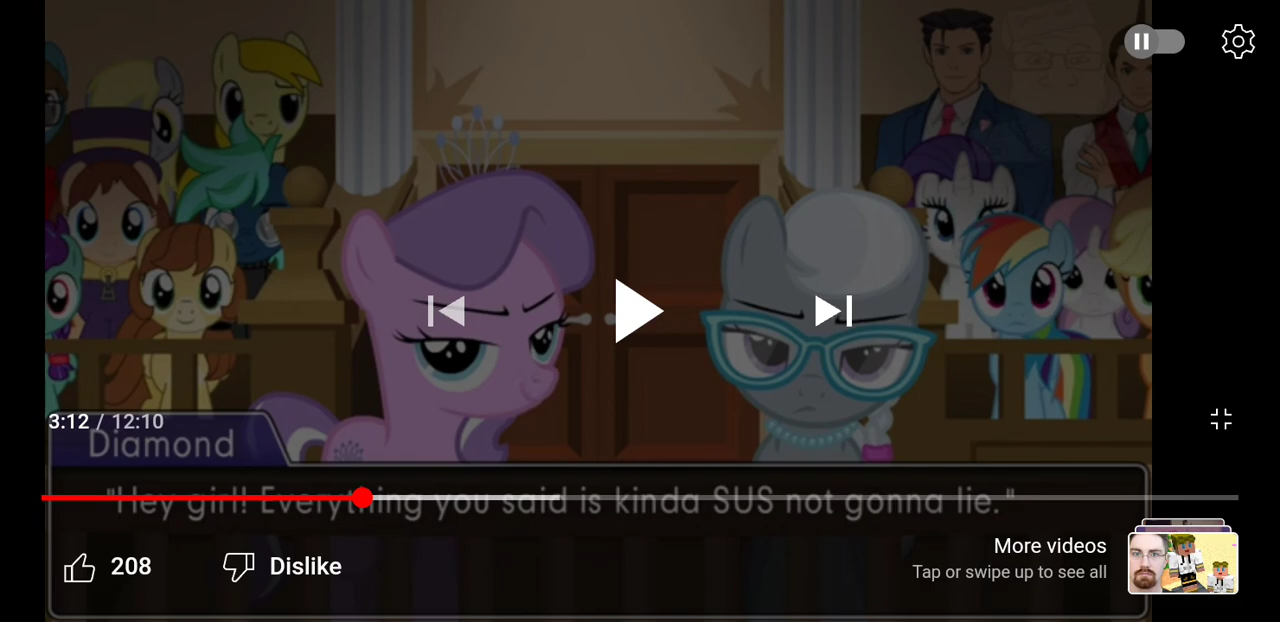 3:12 / 12:10
Diamond
"Hey girl! Everything you said is kinda SUS not gonna lie."
208
Dislike
More videos
Tap or swipe up to see all